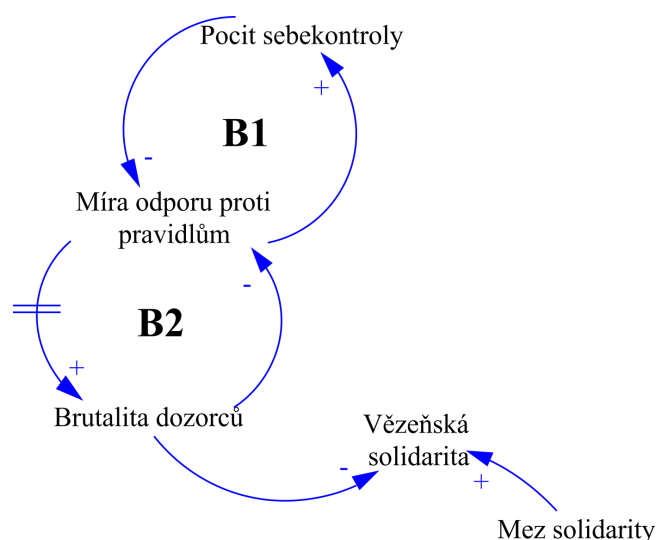 Pocit sebekontroly
+
B1
-
Míra odporu proti
pravidlům
-
B2
+
Brutalita dozorců
Vězeňská
solidarita
-
+
Mez solidarity